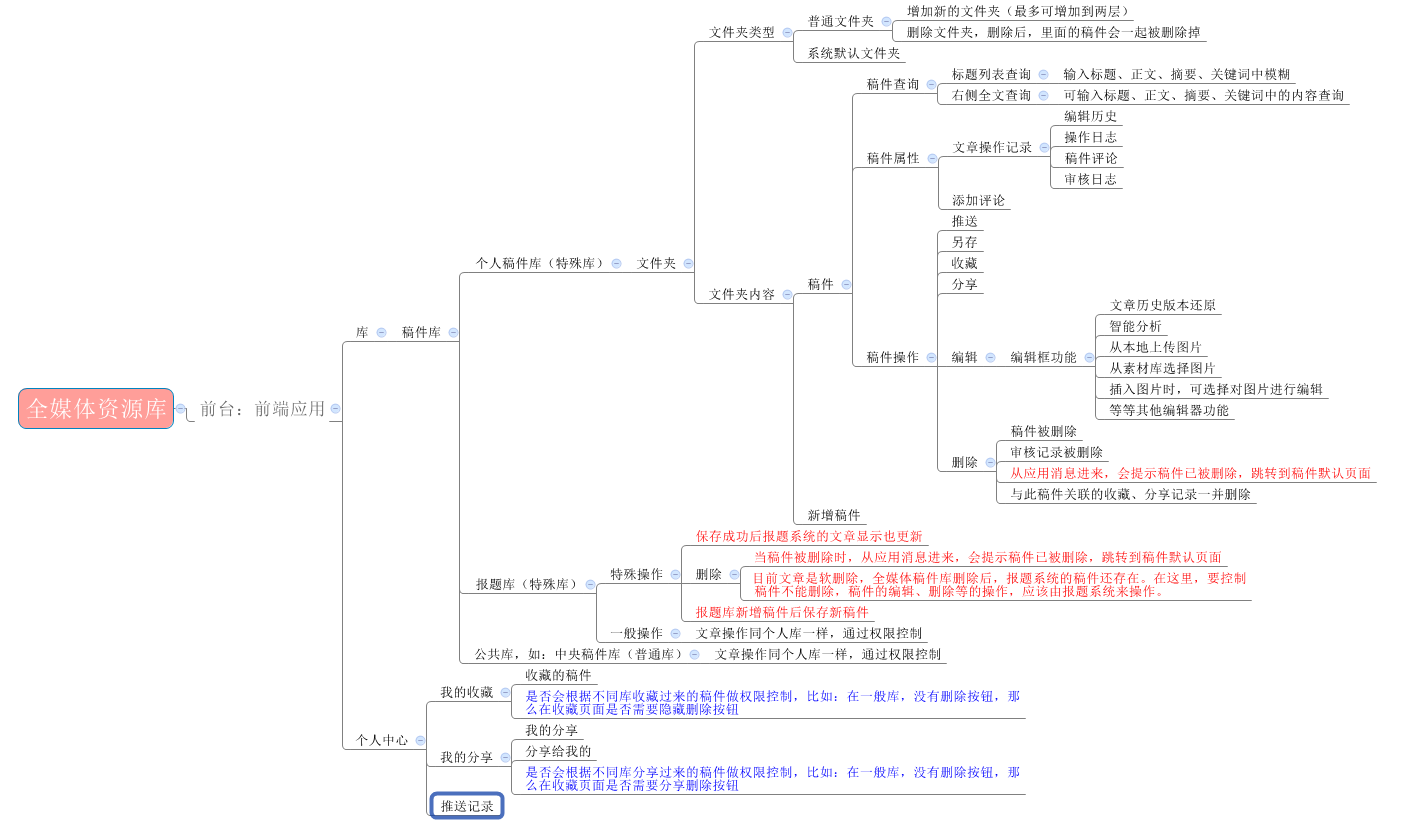 全媒体资源库
前台：前端应用
库
稿件库
个人稿件库（特殊库）
文件夹
文件夹类型
普通文件夹
增加新的文件夹（最多可增加到两层）
删除文件夹，删除后，里面的稿件会一起被删除掉
系统默认文件夹
文件夹内容
稿件
稿件查询
标题列表查询
输入标题、正文、摘要、关键词中模糊
右侧全文查询
可输入标题、正文、摘要、关键词中的内容查询
稿件属性
文章操作记录
编辑历史
操作日志
稿件评论
审核日志
添加评论
稿件操作
推送
另存
收藏
分享
编辑
编辑框功能
文章历史版本还原
智能分析
从本地上传图片
从素材库选择图片
插入图片时，可选择对图片进行编辑
等等其他编辑器功能
删除
稿件被删除
审核记录被删除
从应用消息进来，会提示稿件已被删除，跳转到稿件默认页面
与此稿件关联的收藏、分享记录一并删除
新增稿件
报题库（特殊库）
特殊操作
保存成功后报题系统的文章显示也更新
删除
当稿件被删除时，从应用消息进来，会提示稿件已被删除，跳转到稿件默认页面
目前文章是软删除，全媒体稿件库删除后，报题系统的稿件还存在。在这里，要控制
稿件不能删除，稿件的编辑、删除等的操作，应该由报题系统来操作。
报题库新增稿件后保存新稿件
一般操作
文章操作同个人库一样，通过权限控制
公共库，如：中央稿件库（普通库）
文章操作同个人库一样，通过权限控制
个人中心
我的收藏
收藏的稿件
是否会根据不同库收藏过来的稿件做权限控制，比如：在一般库，没有删除按钮，那
么在收藏页面是否需要隐藏删除按钮
我的分享
我的分享
分享给我的
是否会根据不同库分享过来的稿件做权限控制，比如：在一般库，没有删除按钮，那
么在收藏页面是否需要分享删除按钮
推送记录